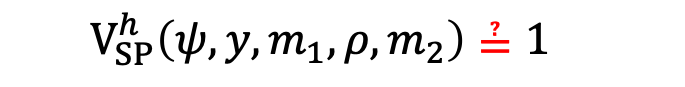 V^h_SP(ψ, y, m₁, ρ, m₂) ≟ 1